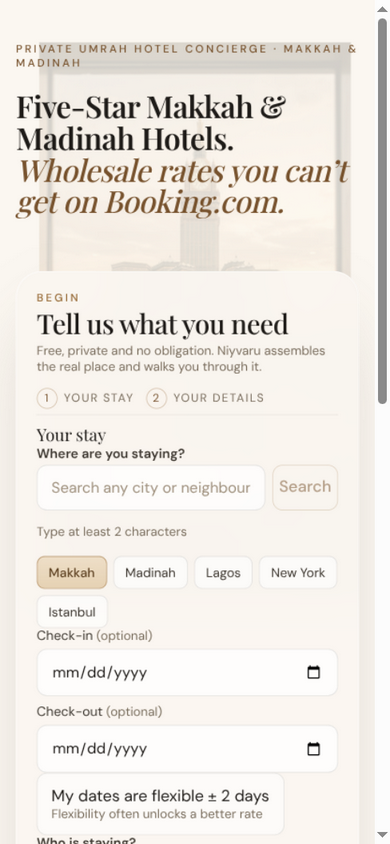 PRIVATE UMRAH HOTEL CONCIERGE · MAKKAH &
MADINAH
Five-Star Makkah &
Madinah Hotels.
Wholesale rates you can't
get on Booking.com.
BEGIN
Tell us what you need
Free, private and no obligation. Niyvaru assembles
the real place and walks you through it.
1 YOUR STAY 2 YOUR DETAILS
Your stay
Where are you staying?
Search any city or neighbour Search
Type at least 2 characters
Makkah Madinah Lagos New York
Istanbul
Check-in (optional)
mm/dd/yyyy
Check-out (optional)
mm/dd/yyyy
My dates are flexible ± 2 days
Flexibility often unlocks a better rate
Who is staying?